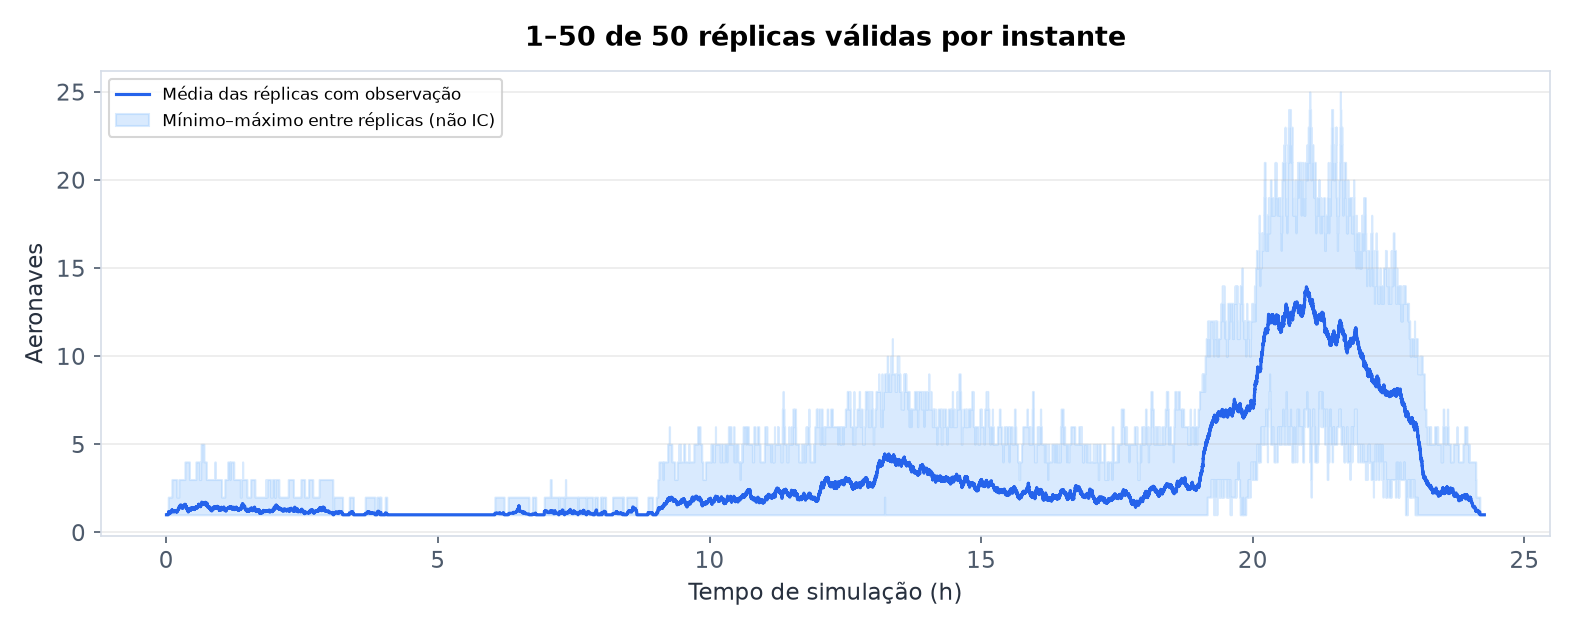 1–50 de 50 réplicas válidas por instante
Média das réplicas com observação
Mínimo–máximo entre réplicas (não IC)
Aeronaves
25
20
15
10
5
0
0 5 10 15 20 25
Tempo de simulação (h)